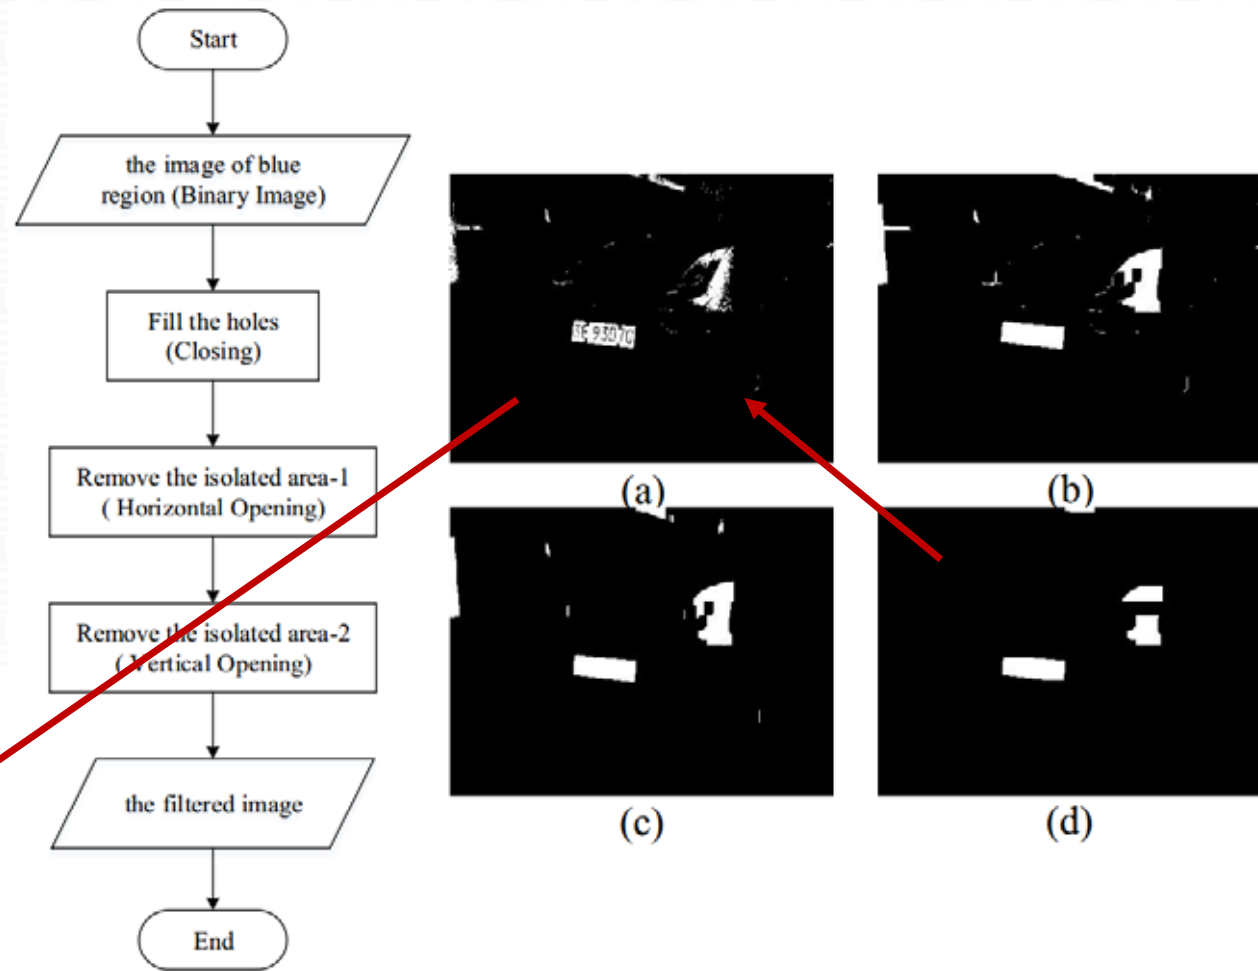 Start
the image of blue
region (Binary Image)
Fill the holes
(Closing)
Remove the isolated area-1
( Horizontal Opening)
Remove the isolated area-2
( Vertical Opening)
the filtered image
End
(a)
(b)
(c)
(d)